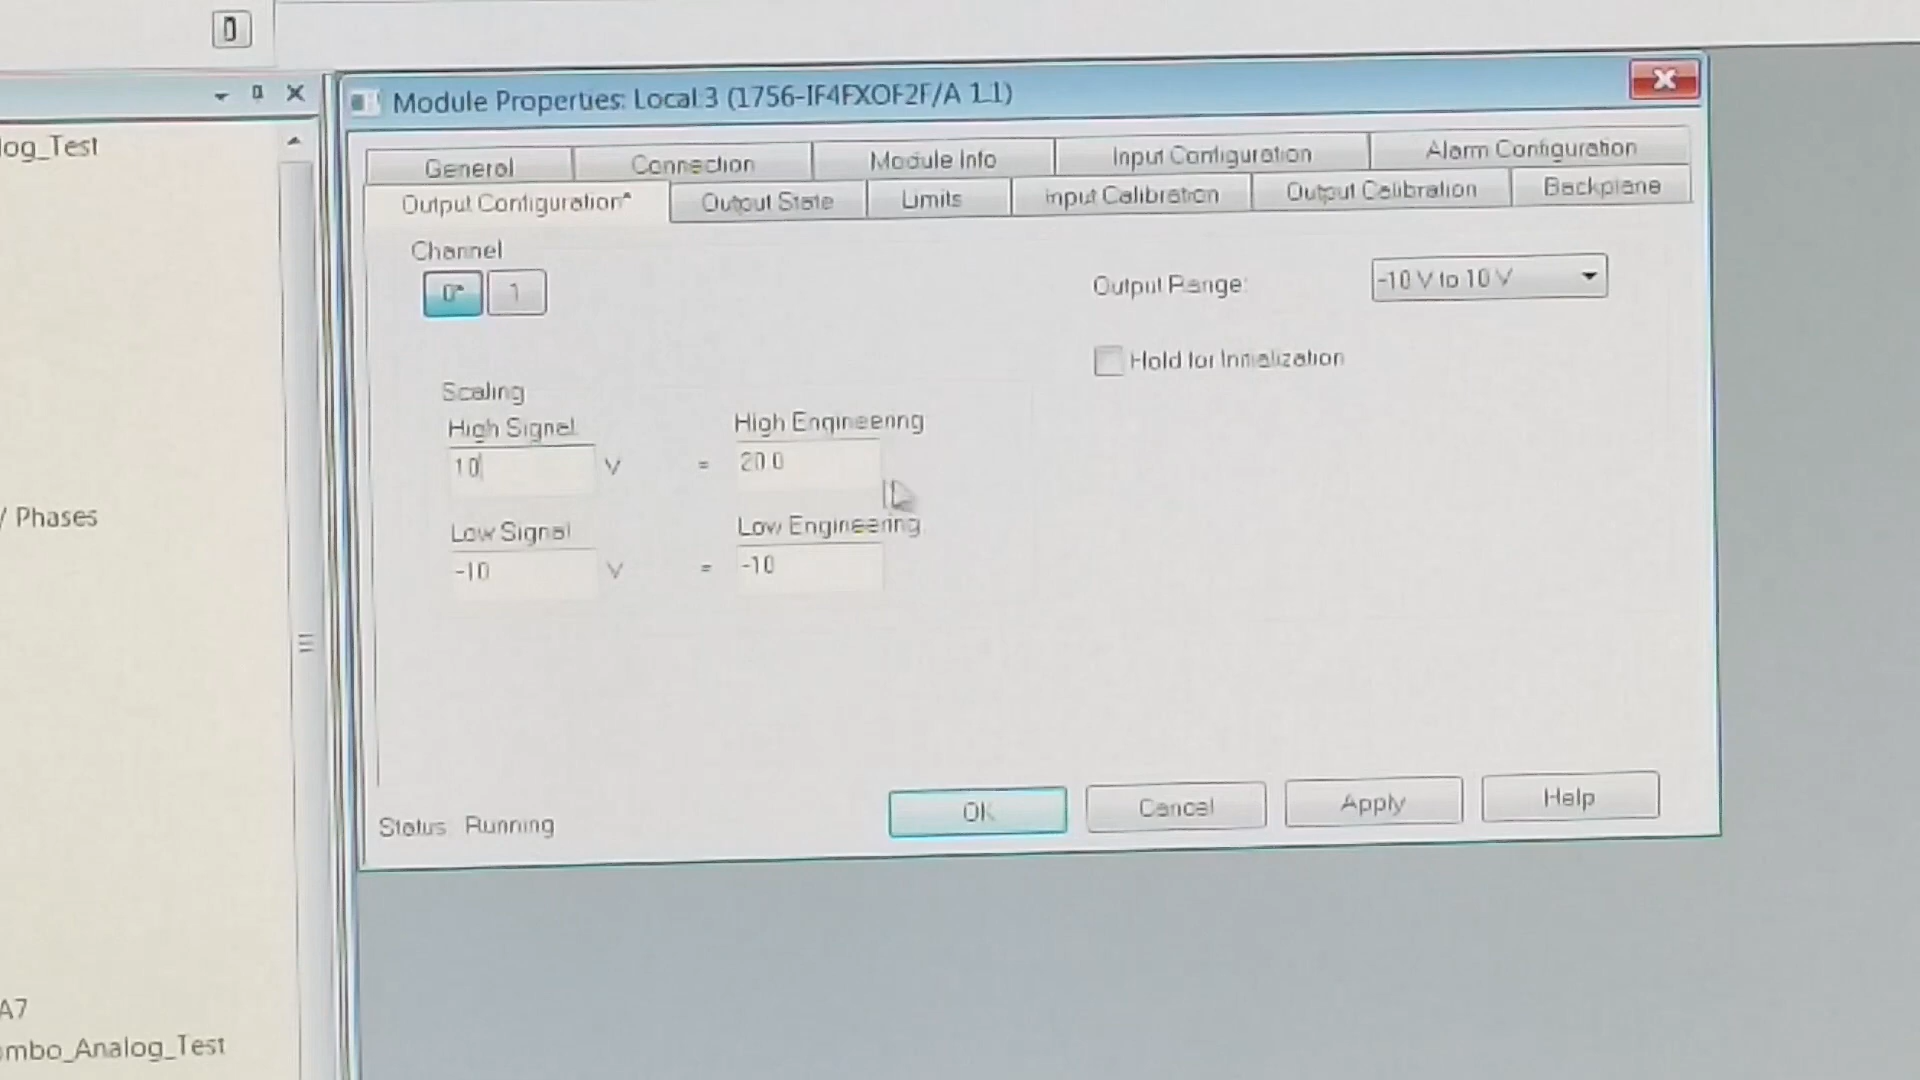 log_Test
/ Phases
A7
ombo_Analog_Test
Module Properties: Local:3 (1756-IF4FXOF2F/A 1.1)
General Connection Module Info Input Configuration Alarm Configuration
Output Configuration* Output State Limits Input Calibration Output Calibration Backplane
Channel
0* 1
Output Range: -10 V to 10 V
Hold for Initialization
Scaling
High Signal High Engineering
10 V = 20.0
Low Signal Low Engineering
-10 V = -10
Status: Running
OK Cancel Apply Help